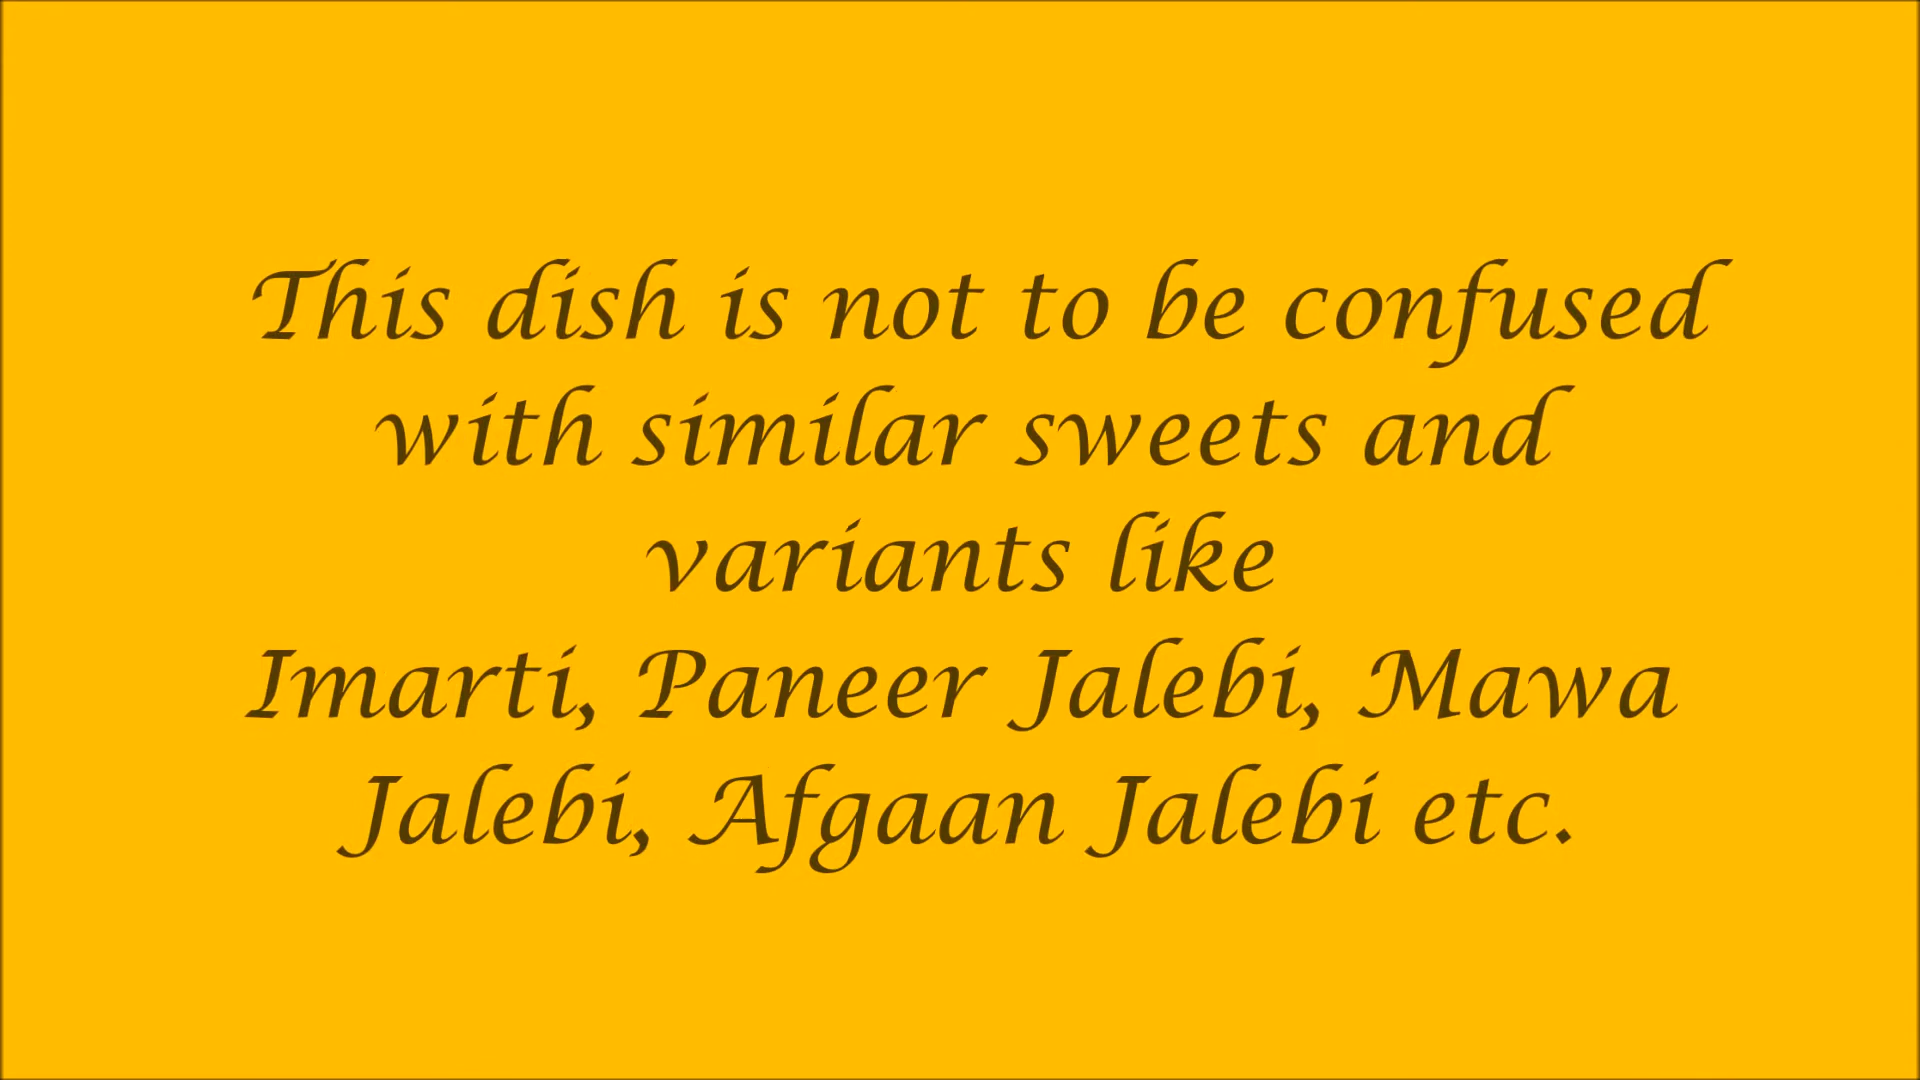 This dish is not to be confused
with similar sweets and
variants like
Imarti, Paneer Jalebi, Mawa
Jalebi, Afgaan Jalebi etc.